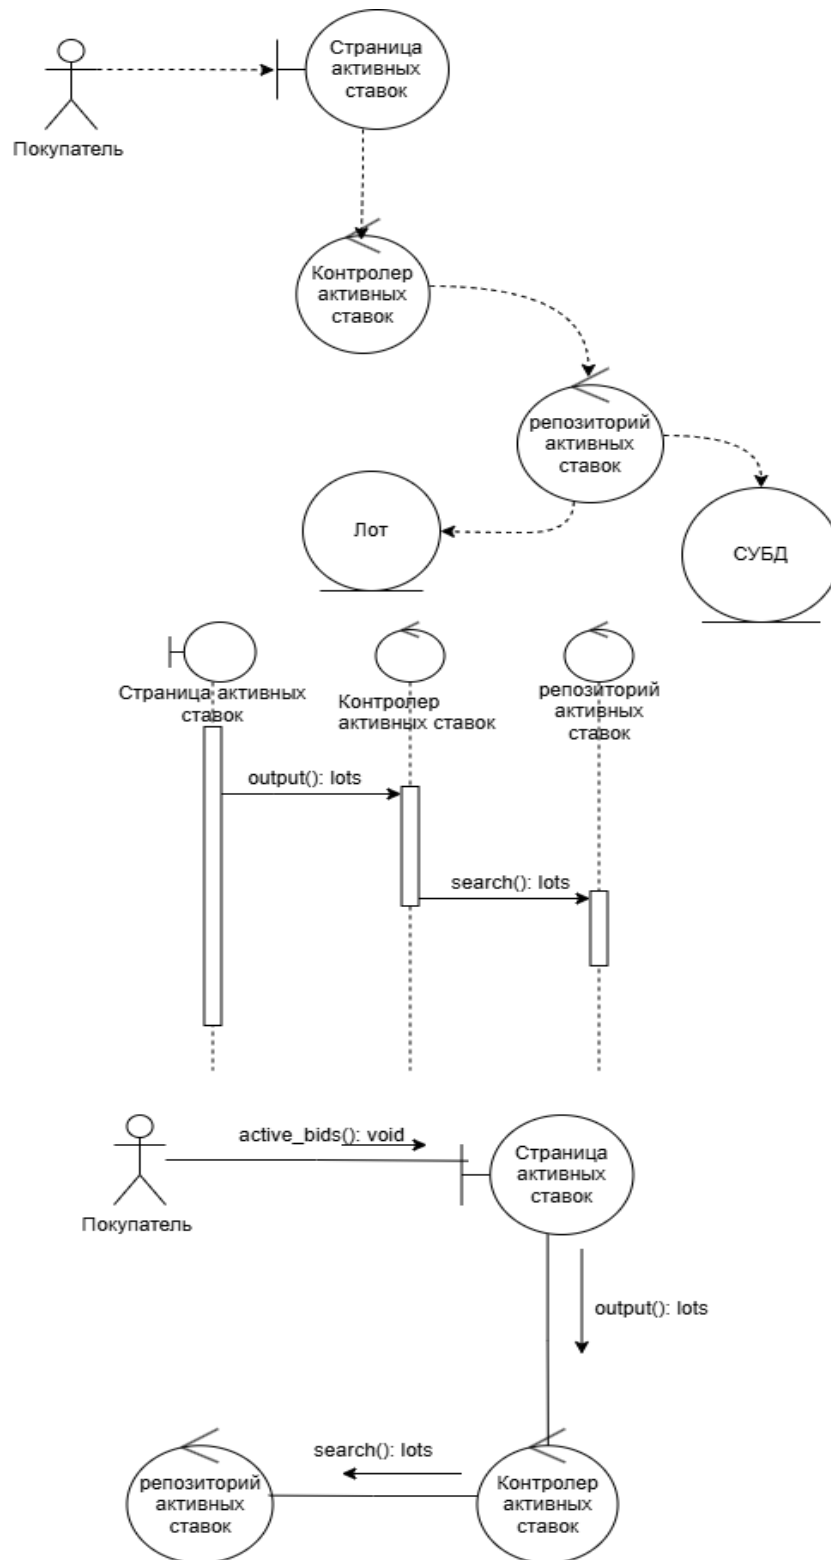 Страница
активных
ставок
Покупатель
Контролер
активных
ставок
репозиторий
активных
ставок
Лот
СУБД
Страница активных
ставок
Контролер
активных ставок
репозиторий
активных
ставок
output(): lots
search(): lots
active_bids(): void
Страница
активных
ставок
Покупатель
output(): lots
search(): lots
репозиторий
активных
ставок
Контролер
активных
ставок